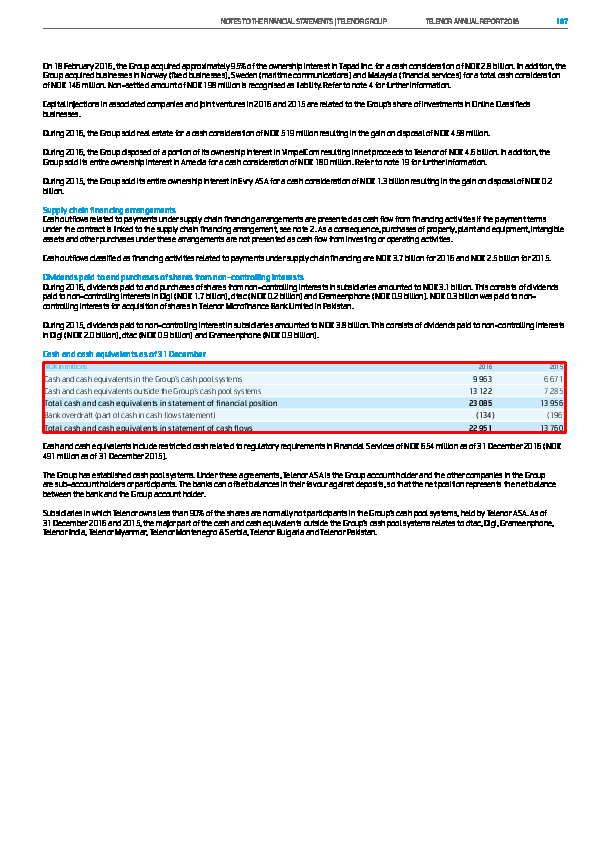 NOTES TO THE FINANCIAL STATEMENTS | TELENOR GROUP TELENOR ANNUAL REPORT 2016 107
On 18 February 2016, the Group acquired approximately 95% of the ownership interest in Tapad Inc. for a cash consideration of NOK 2.8 billion. In addition, the
Group acquired businesses in Norway (fixed businesses), Sweden (maritime communications) and Malaysia (financial services) for a total cash consideration
of NOK 146 million. Non-settled amount of NOK 198 million is recognised as liability. Refer to note 4 for further information.
Capital injections in associated companies and joint ventures in 2016 and 2015 are related to the Group's share of investments in Online Classifieds
businesses.
During 2016, the Group sold real estate for a cash consideration of NOK 519 million resulting in the gain on disposal of NOK 458 million.
During 2016, the Group disposed of a portion of its ownership interest in VimpelCom resulting in net proceeds to Telenor of NOK 4.6 billion. In addition, the
Group sold its entire ownership interest in Amedia for a cash consideration of NOK 180 million. Refer to note 19 for further information.
During 2015, the Group sold its entire ownership interest in Evry ASA for a cash consideration of NOK 1.3 billion resulting in the gain on disposal of NOK 0.2
billion.
Supply chain financing arrangements
Cash outflows related to payments under supply chain financing arrangements are presented as cash flow from financing activities if the payment terms
under the contract is linked to the supply chain financing arrangement, see note 2. As a consequence, purchases of property, plant and equipment, intangible
assets and other purchases under these arrangements are not presented as cash flow from investing or operating activities.
Cash outflows classified as financing activities related to payments under supply chain financing are NOK 3.7 billion for 2016 and NOK 2.5 billion for 2015.
Dividends paid to and purchases of shares from non-controlling interests
During 2016, dividends paid to and purchases of shares from non-controlling interests in subsidiaries amounted to NOK 3.1 billion. This consists of dividends
paid to non-controlling interests in Digi (NOK 1.7 billion), dtac (NOK 0.2 billion) and Grameenphone (NOK 0.9 billion). NOK 0.3 billion was paid to non-
controlling interests for acquisition of shares in Telenor Microfinance Bank Limited in Pakistan.
During 2015, dividends paid to non-controlling interest in subsidiaries amounted to NOK 3.8 billion. This consists of dividends paid to non-controlling interests
in Digi (NOK 2.0 billion), dtac (NOK 0.9 billion) and Grameenphone (NOK 0.9 billion).
Cash and cash equivalents as of 31 December
NOK in millions 2016 2015
Cash and cash equivalents in the Group's cash pool systems 9 963 6 671
Cash and cash equivalents outside the Group's cash pool systems 13 122 7 285
Total cash and cash equivalents in statement of financial position 23 085 13 956
Bank overdraft (part of cash in cash flow statement) (134) (196
Total cash and cash equivalents in statement of cash flows 22 951 13 760
Cash and cash equivalents include restricted cash related to regulatory requirements in Financial Services of NOK 654 million as of 31 December 2016 (NOK
491 million as of 31 December 2015).
The Group has established cash pool systems. Under these agreements, Telenor ASA is the Group account holder and the other companies in the Group
are sub-account holders or participants. The banks can offset balances in their favour against deposits, so that the net position represents the net balance
between the bank and the Group account holder.
Subsidiaries in which Telenor owns less than 90% of the shares are normally not participants in the Group's cash pool systems, held by Telenor ASA. As of
31 December 2016 and 2015, the major part of the cash and cash equivalents outside the Group's cash pool systems relates to dtac, Digi, Grameenphone,
Telenor India, Telenor Myanmar, Telenor Montenegro & Serbia, Telenor Bulgaria and Telenor Pakistan.